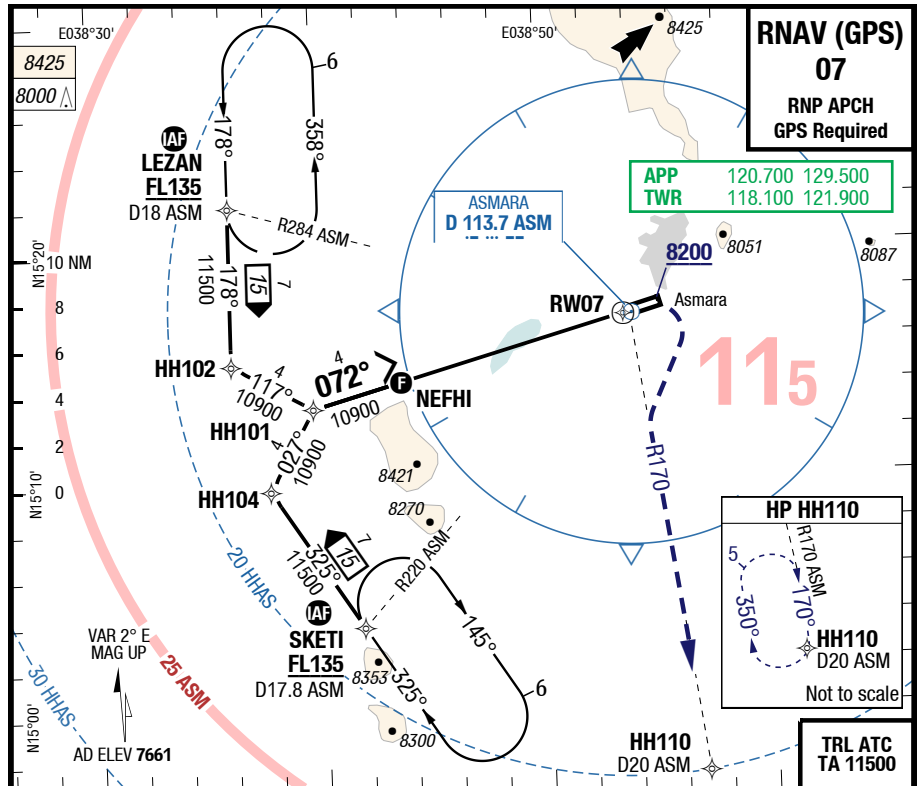 E038°30'
E038°50'
8425
RNAV (GPS)
07
RNP APCH
GPS Required
8425
8000
6
178°
358°
IAF
LEZAN
FL135
D18 ASM
R284 ASM
ASMARA
D 113.7 ASM
APP 120.700 129.500
TWR 118.100 121.900
8051
8087
8200
N15°20'
10 NM
8
6
4
2
0
178°
11500
15
7
RW07
Asmara
115
HH102
4
117°
10900
4
072°
10900
F
NEFHI
HH101
4
027°
10900
HH104
N15°10'
8421
8270
R170
7
15
325°
11500
R220 ASM
20 HHAS
IAF
SKETI
FL135
D17.8 ASM
8353
325°
145°
6
8300
HP HH110
R170 ASM
5
350°
170°
HH110
D20 ASM
Not to scale
VAR 2° E
MAG UP
25 ASM
30 HHAS
N15°00'
AD ELEV 7661
HH110
D20 ASM
TRL ATC
TA 11500